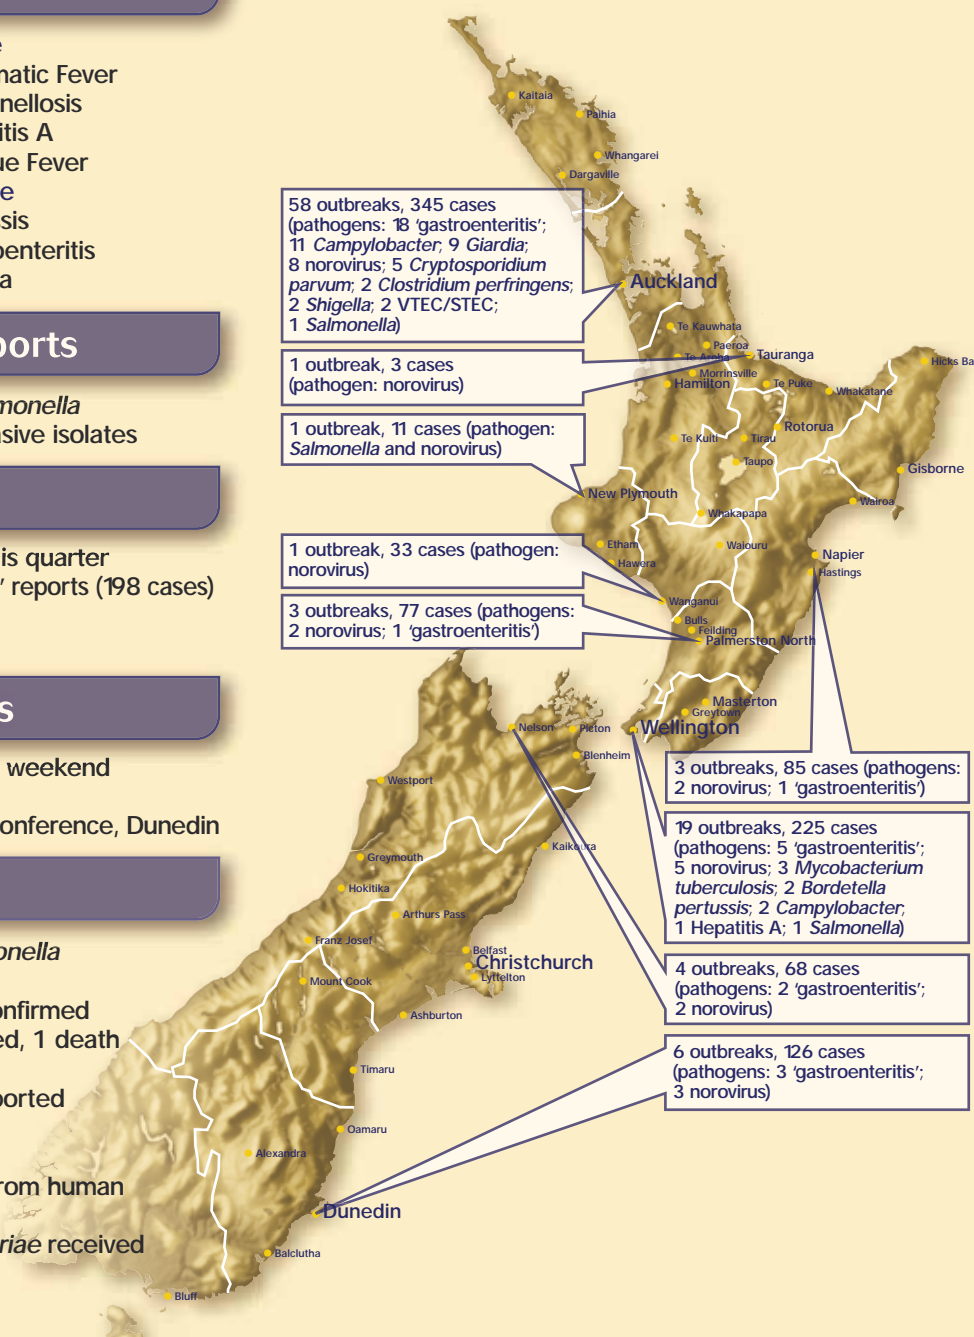 e
natic Fever
nellosis
itis A
ue Fever
e
sis
oenteritis
a
ports
monella
sive isolates
is quarter
’ reports (198 cases)
s
weekend
onference, Dunedin
onella
onfirmed
ed, 1 death
ported
rom human
riae received
Kaitaia
Paihia
Whangarei
Dargaville
58 outbreaks, 345 cases
(pathogens: 18 ‘gastroenteritis’;
11 Campylobacter; 9 Giardia;
8 norovirus; 5 Cryptosporidium
parvum; 2 Clostridium perfringens;
2 Shigella; 2 VTEC/STEC;
1 Salmonella)
Auckland
Te Kauwhata
Paeroa
Te Aroha
Tauranga
Hicks Ba
1 outbreak, 3 cases
(pathogen: norovirus)
Morrinsville
Hamilton
Te Puke
Whakatane
1 outbreak, 11 cases (pathogen:
Salmonella and norovirus)
Rotorua
Te Kuiti
Tirau
Taupo
Gisborne
New Plymouth
Wairoa
Whakapapa
1 outbreak, 33 cases (pathogen:
norovirus)
Etham
Waiouru
Napier
Hawera
Hastings
3 outbreaks, 77 cases (pathogens:
2 norovirus; 1 ‘gastroenteritis’)
Wanganui
Bulls
Feilding
Palmerston North
Masterton
Greytown
Wellington
Nelson
Picton
Blenheim
3 outbreaks, 85 cases (pathogens:
2 norovirus; 1 ‘gastroenteritis’)
Westport
19 outbreaks, 225 cases
(pathogens: 5 ‘gastroenteritis’;
5 norovirus; 3 Mycobacterium
tuberculosis; 2 Bordetella
pertussis; 2 Campylobacter;
1 Hepatitis A; 1 Salmonella)
Kaikoura
Greymouth
Hokitika
Arthurs Pass
Franz Josef
Belfast
Christchurch
Lyttelton
4 outbreaks, 68 cases
(pathogens: 2 ‘gastroenteritis’;
2 norovirus)
Mount Cook
Ashburton
6 outbreaks, 126 cases
(pathogens: 3 ‘gastroenteritis’;
3 norovirus)
Timaru
Oamaru
Alexandra
Dunedin
Balclutha
Bluff